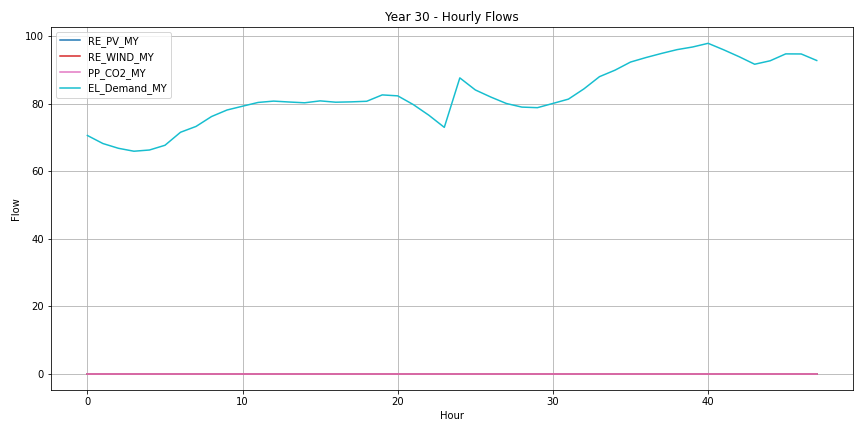 Year 30 - Hourly Flows
RE_PV_MY
RE_WIND_MY
PP_CO2_MY
EL_Demand_MY
Flow
100
80
60
40
20
0
0 10 20 30 40
Hour